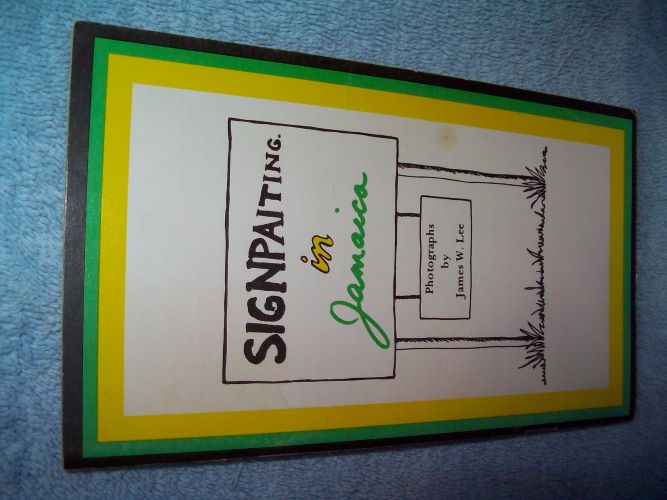 SIGNPAITING.
in
Jamaica
Photographs
by
James W. Lee